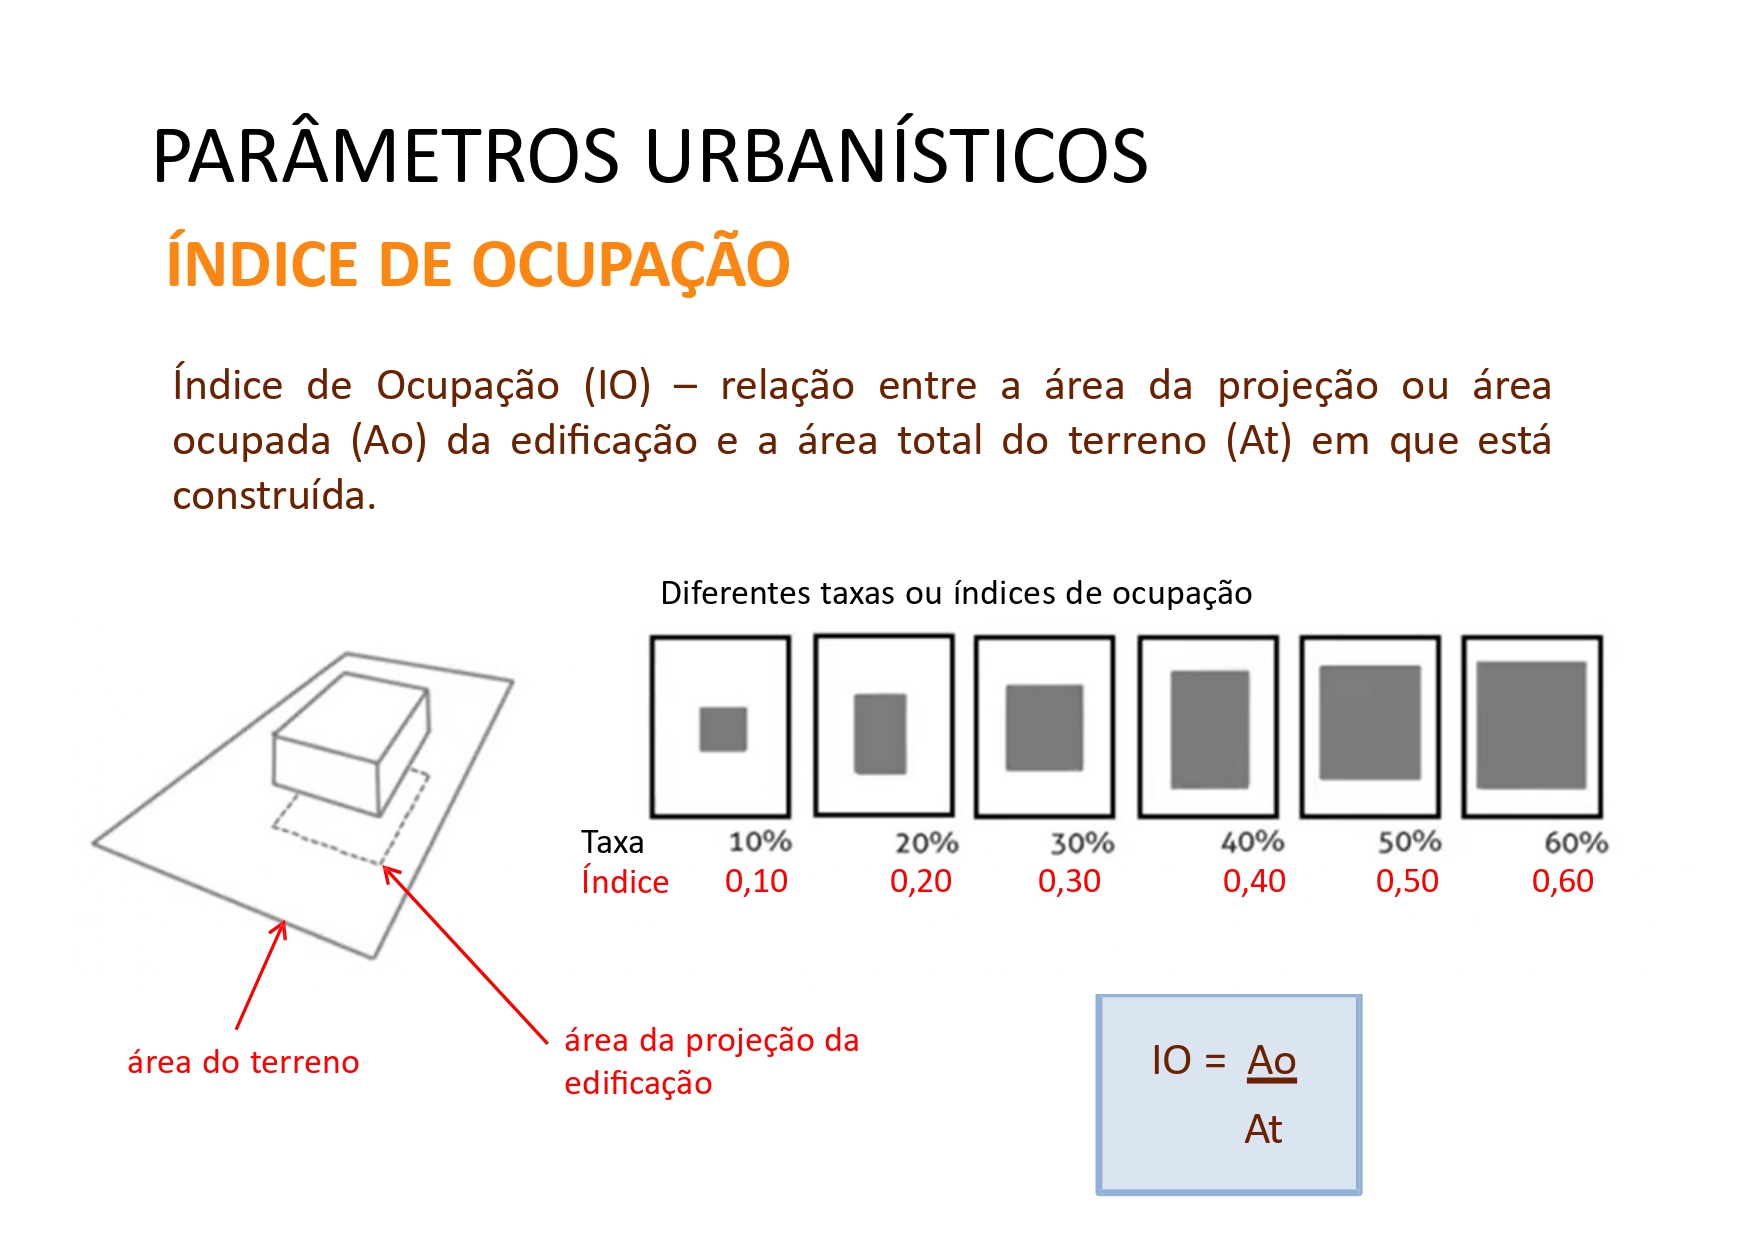 PARÂMETROS URBANÍSTICOS
ÍNDICE DE OCUPAÇÃO
Índice de Ocupação (IO) – relação entre a área da projeção ou área
ocupada (Ao) da edificação e a área total do terreno (At) em que está
construída.
Diferentes taxas ou índices de ocupação
Taxa 10% 20% 30% 40% 50% 60%
Índice 0,10 0,20 0,30 0,40 0,50 0,60
área do terreno
área da projeção da
edificação
IO = Ao
At